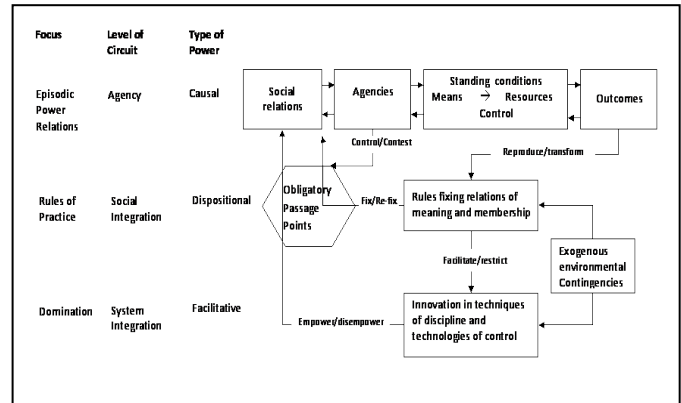 Focus
Level of
Circuit
Type of
Power
Episodic
Power
Relations
Agency
Causal
Social
relations
Agencies
Standing conditions
Means → Resources
Control
Outcomes
Control/Contest
Reproduce/transform
Rules of
Practice
Social
Integration
Dispositional
Obligatory
Passage
Points
Fix/Re-fix
Rules fixing relations of
meaning and membership
Facilitate/restrict
Exogenous
environmental
Contingencies
Domination
System
Integration
Facilitative
Empower/disempower
Innovation in techniques
of discipline and
technologies of control